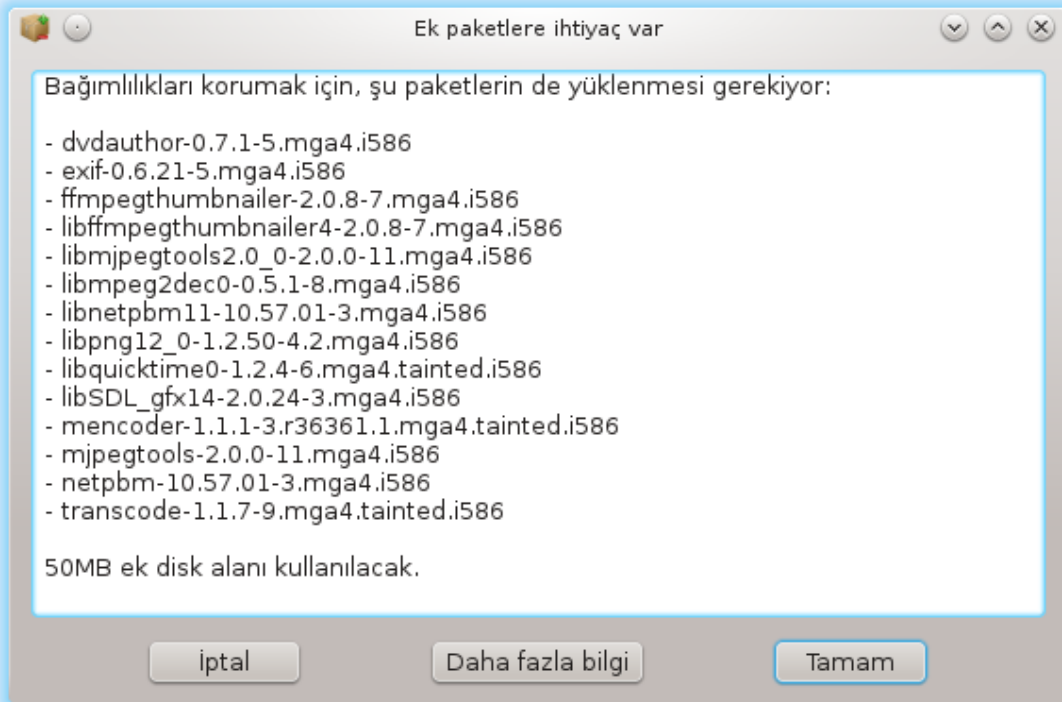 Ek paketlere ihtiyaç var
Bağımlılıkları korumak için, şu paketlerin de yüklenmesi gerekiyor:
- dvdauthor-0.7.1-5.mga4.i586
- exif-0.6.21-5.mga4.i586
- ffmpegthumbnailer-2.0.8-7.mga4.i586
- libffmpegthumbnailer4-2.0.8-7.mga4.i586
- libmjpegtools2.0_0-2.0.0-11.mga4.i586
- libmpeg2dec0-0.5.1-8.mga4.i586
- libnetpbm11-10.57.01-3.mga4.i586
- libpng12_0-1.2.50-4.2.mga4.i586
- libquicktime0-1.2.4-6.mga4.tainted.i586
- libSDL_gfx14-2.0.24-3.mga4.i586
- mencoder-1.1.1-3.r36361.1.mga4.tainted.i586
- mjpegtools-2.0.0-11.mga4.i586
- netpbm-10.57.01-3.mga4.i586
- transcode-1.1.7-9.mga4.tainted.i586
50MB ek disk alanı kullanılacak.
İptal
Daha fazla bilgi
Tamam